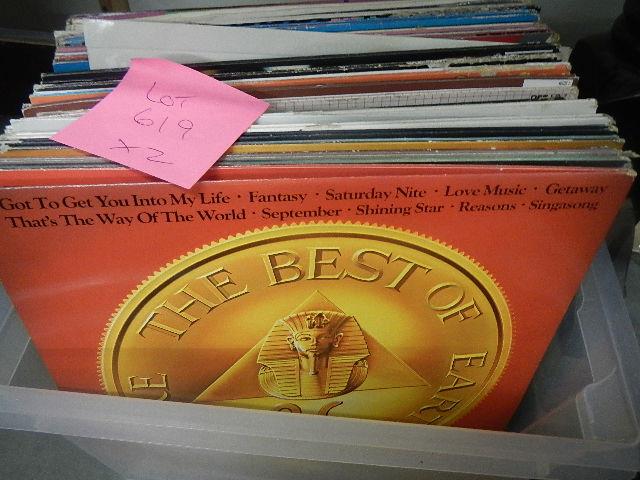 LOT
619
X2
Got To Get You Into My Life · Fantasy · Saturday Nite · Love Music · Getaway
That's The Way Of The World · September · Shining Star · Reasons · Singasong
THE BEST OF EAR
RE